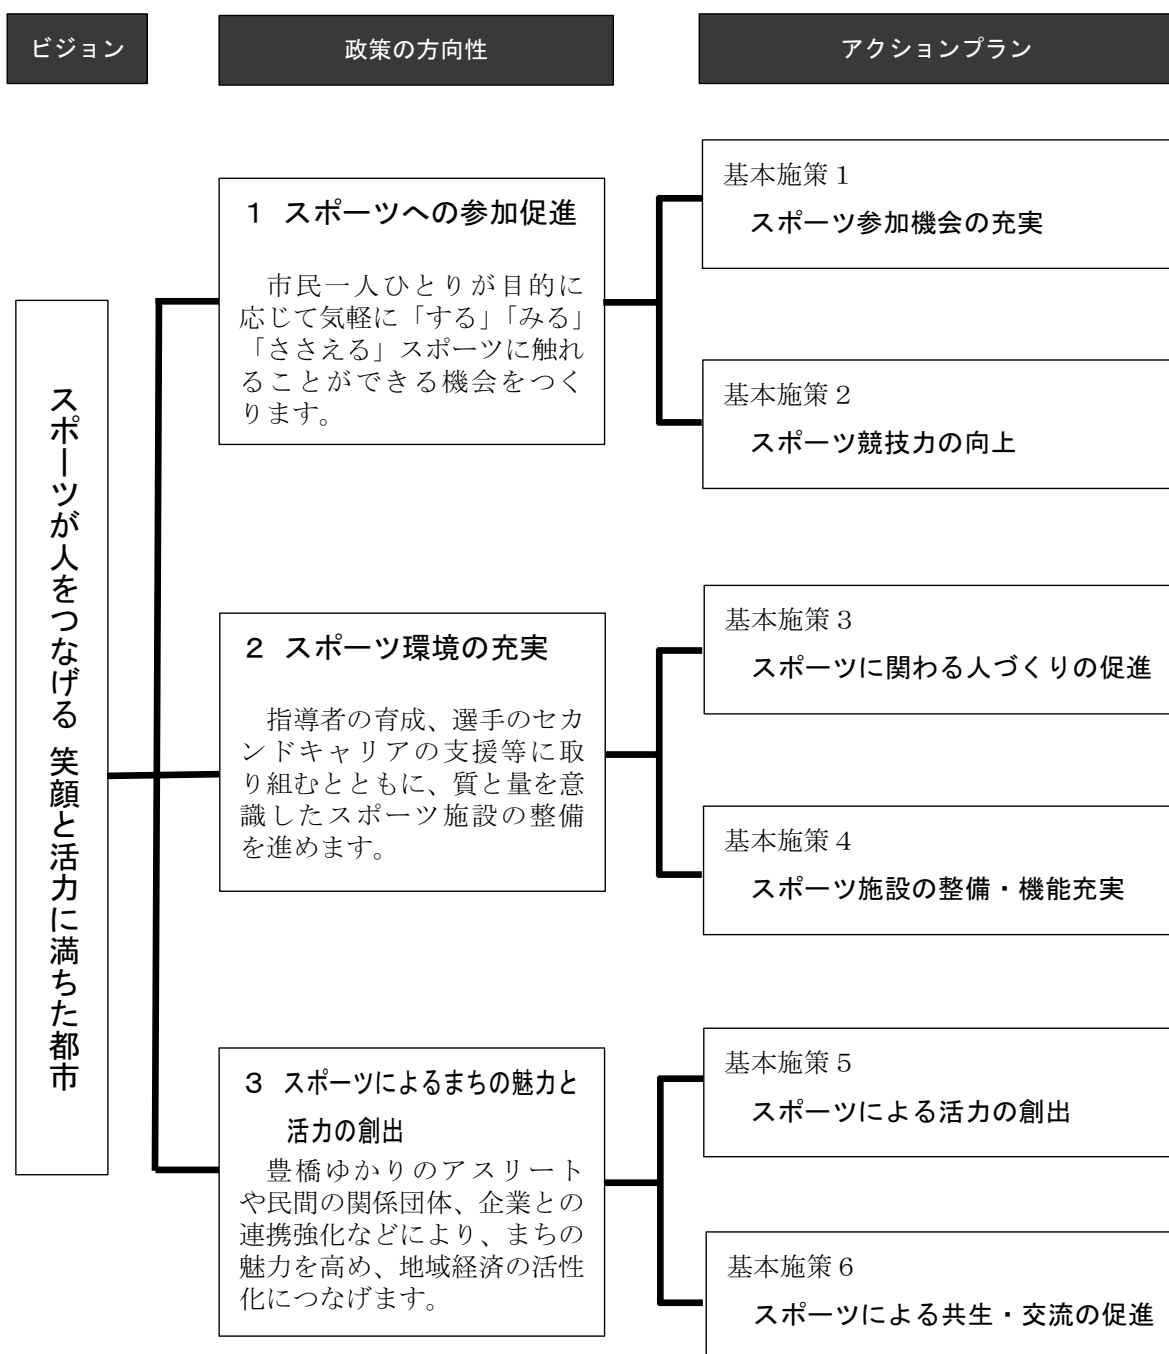 ビジョン
政策の方向性
アクションプラン
スポーツが人をつなげる 笑顔と活力に満ちた都市
1 スポーツへの参加促進
市民一人ひとりが目的に
応じて気軽に「する」「みる」
「ささえる」スポーツに触れ
ることができる機会をつく
ります。
基本施策1
スポーツ参加機会の充実
基本施策2
スポーツ競技力の向上
2 スポーツ環境の充実
指導者の育成、選手のセカ
ンドキャリアの支援等に取
り組むとともに、質と量を意
識したスポーツ施設の整備
を進めます。
基本施策3
スポーツに関わる人づくりの促進
基本施策4
スポーツ施設の整備・機能充実
3 スポーツによるまちの魅力と
活力の創出
豊橋ゆかりのアスリート
や民間の関係団体、企業との
連携強化などにより、まちの
魅力を高め、地域経済の活性
化につなげます。
基本施策5
スポーツによる活力の創出
基本施策6
スポーツによる共生・交流の促進